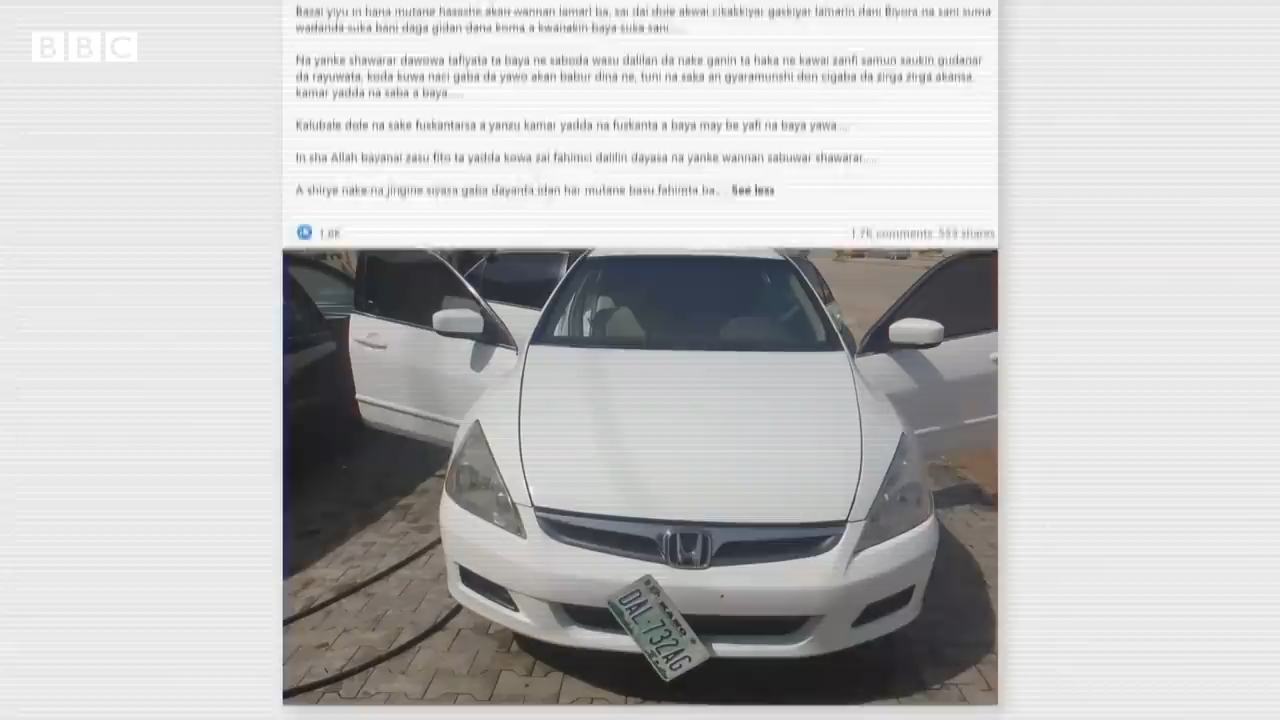 BBC
Bazai yiyu in hana mutane hasashe akan wannan lamari ba, sai dai dole akwai cikakkiyar gaskiyar lamarin dani Biyora na sani suma
wadanda suka bani daga gidan dana koma a kwanakin baya suka sani....
Na yanke shawarar dawowa tafiyata ta baya ne saboda wasu dalilan da nake ganin ta haka ne kawai zanfi samun saukin gudanar
da rayuwata, koda kuwa naci gaba da yawo akan babur dina ne, tuni na saka an gyaramunshi don cigaba da zirga zirga akansa,
kamar yadda na saba a baya....
Kalubale dole na sake fuskantarsa a yanzu kamar yadda na fuskanta a baya may be yafi na baya yawa....
In sha Allah bayanai zasu fito ta yadda kowa zai fahimci dalilin dayasa na yanke wannan sabuwar shawarar....
A shirye nake na jingine siyasa gaba dayanta idan har mutane basu fahimta ba... See less
1.7K comments 553 shares
KANO
DAL-732AG